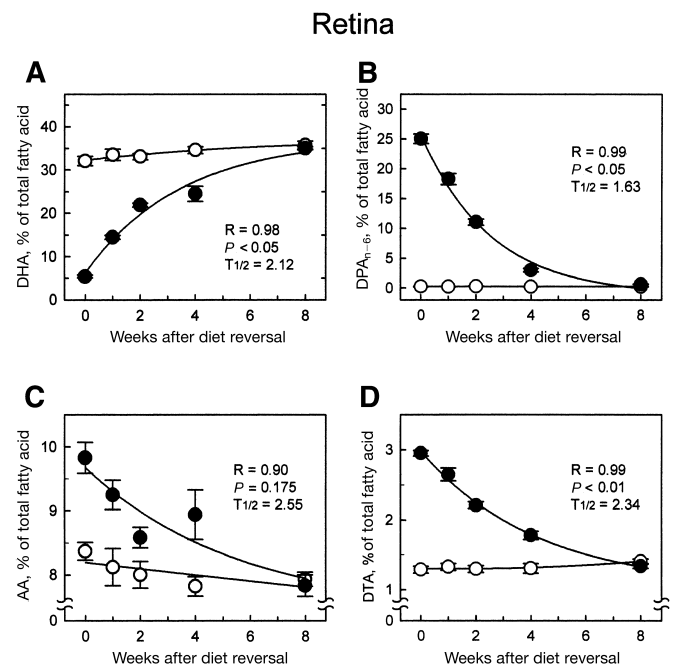 Retina
A
DHA, % of total fatty acid
40
30
20
10
0
R = 0.98
P < 0.05
T1/2 = 2.12
0 2 4 6 8
Weeks after diet reversal
B
DPAn−6, % of total fatty acid
30
25
20
15
10
5
0
R = 0.99
P < 0.05
T1/2 = 1.63
0 2 4 6 8
Weeks after diet reversal
C
AA, % of total fatty acid
10
9
8
0
R = 0.90
P = 0.175
T1/2 = 2.55
0 2 4 6 8
Weeks after diet reversal
D
DTA, % of total fatty acid
3
2
1
0
R = 0.99
P < 0.01
T1/2 = 2.34
0 2 4 6 8
Weeks after diet reversal